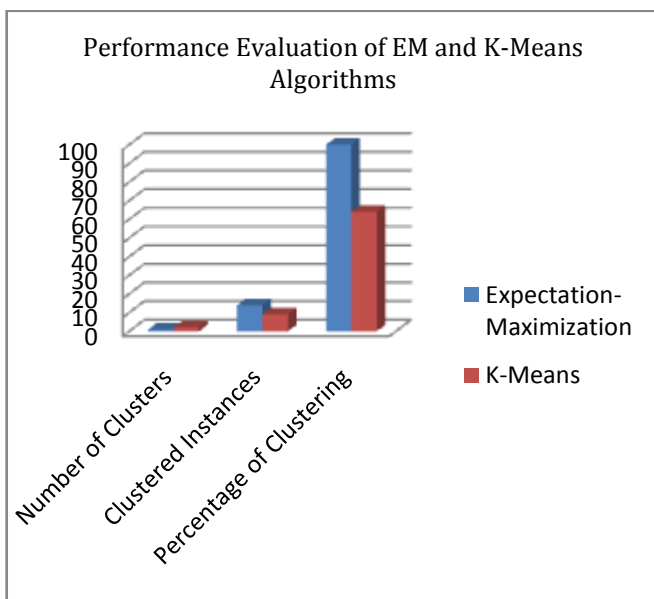 Performance Evaluation of EM and K-Means
Algorithms
100
90
80
70
60
50
40
30
20
10
0
Number of Clusters
Clustered Instances
Percentage of Clustering
Expectation-
Maximization
K-Means